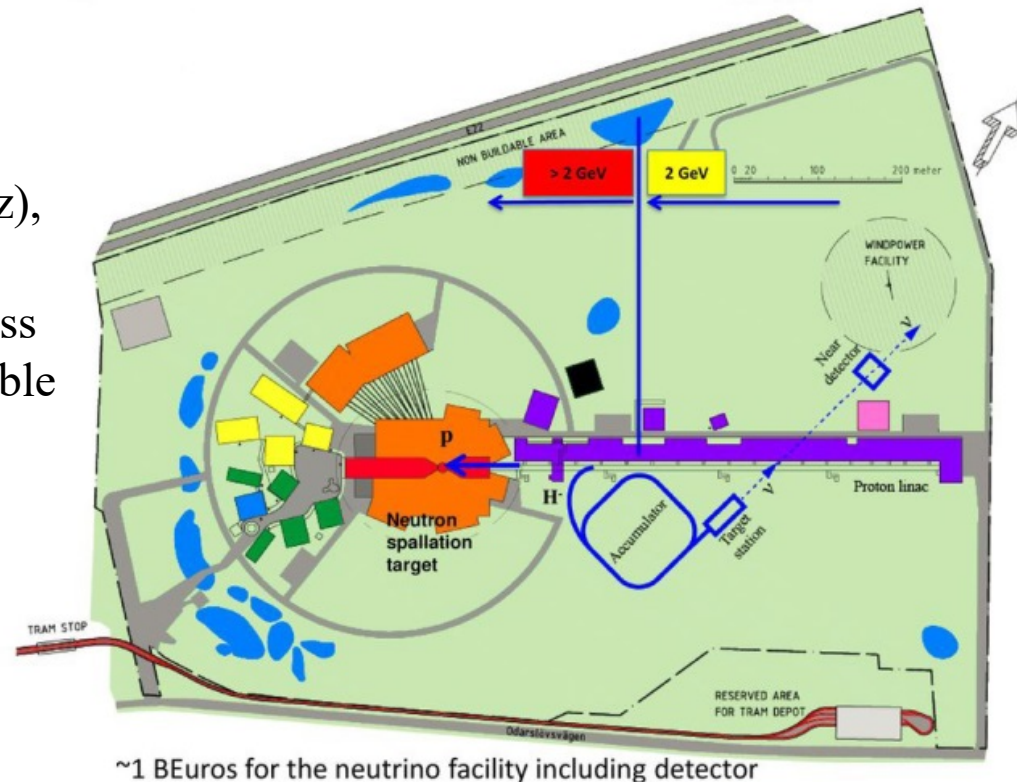 z),
ss
ble
E22
NON BUILDABLE AREA
> 2 GeV
2 GeV
0 20 100 200 meter
WINDPOWER
FACILITY
ν
Near
detector
p
H-
ν
Proton linac
Accumulator
Target
station
Neutron
spallation
target
TRAM STOP
RESERVED AREA
FOR TRAM DEPOT
Odarslövsvägen
~1 BEuros for the neutrino facility including detector